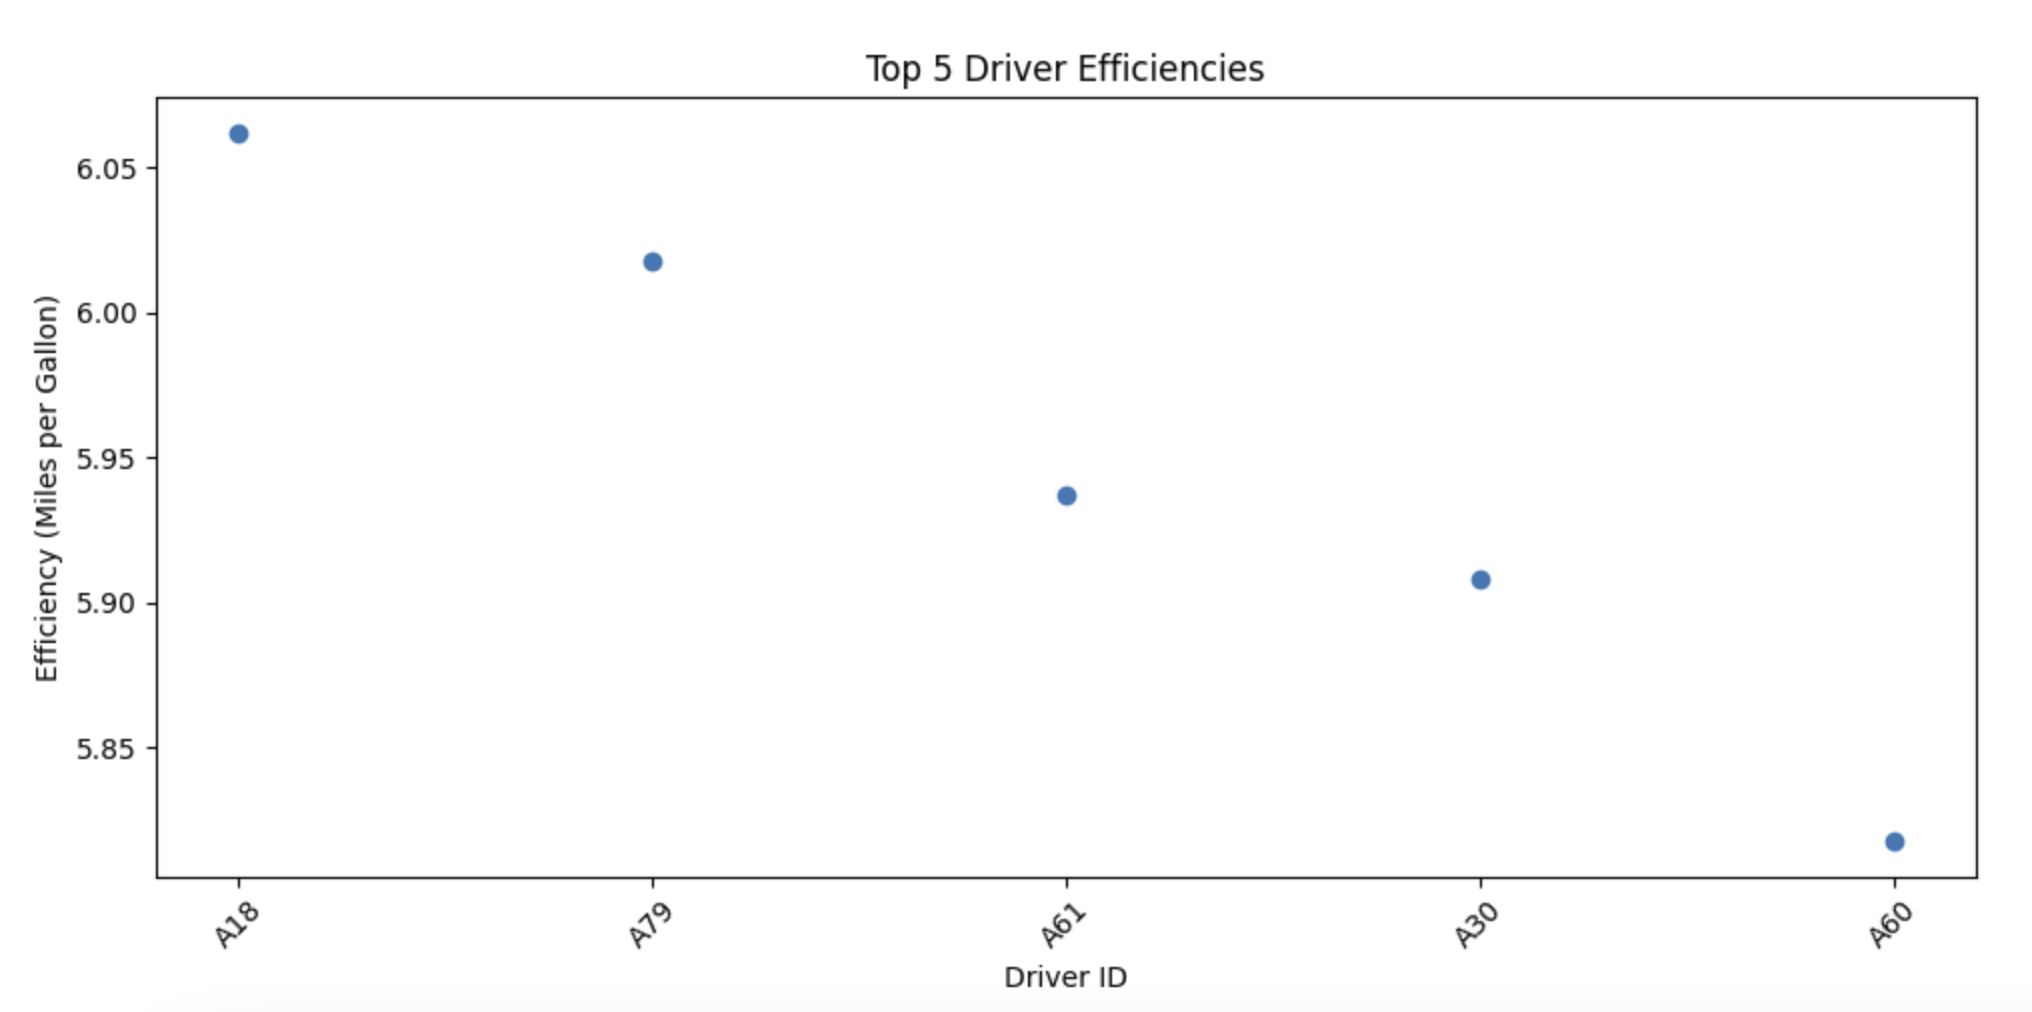 Top 5 Driver Efficiencies
Efficiency (Miles per Gallon)
6.05
6.00
5.95
5.90
5.85
A18
A79
A61
A30
A60
Driver ID